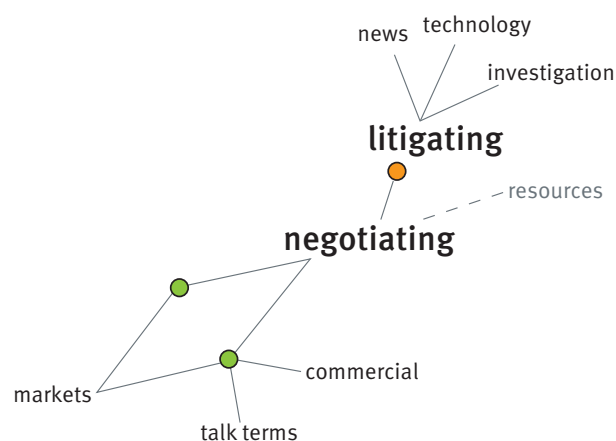 news
technology
investigation
litigating
resources
negotiating
commercial
markets
talk terms